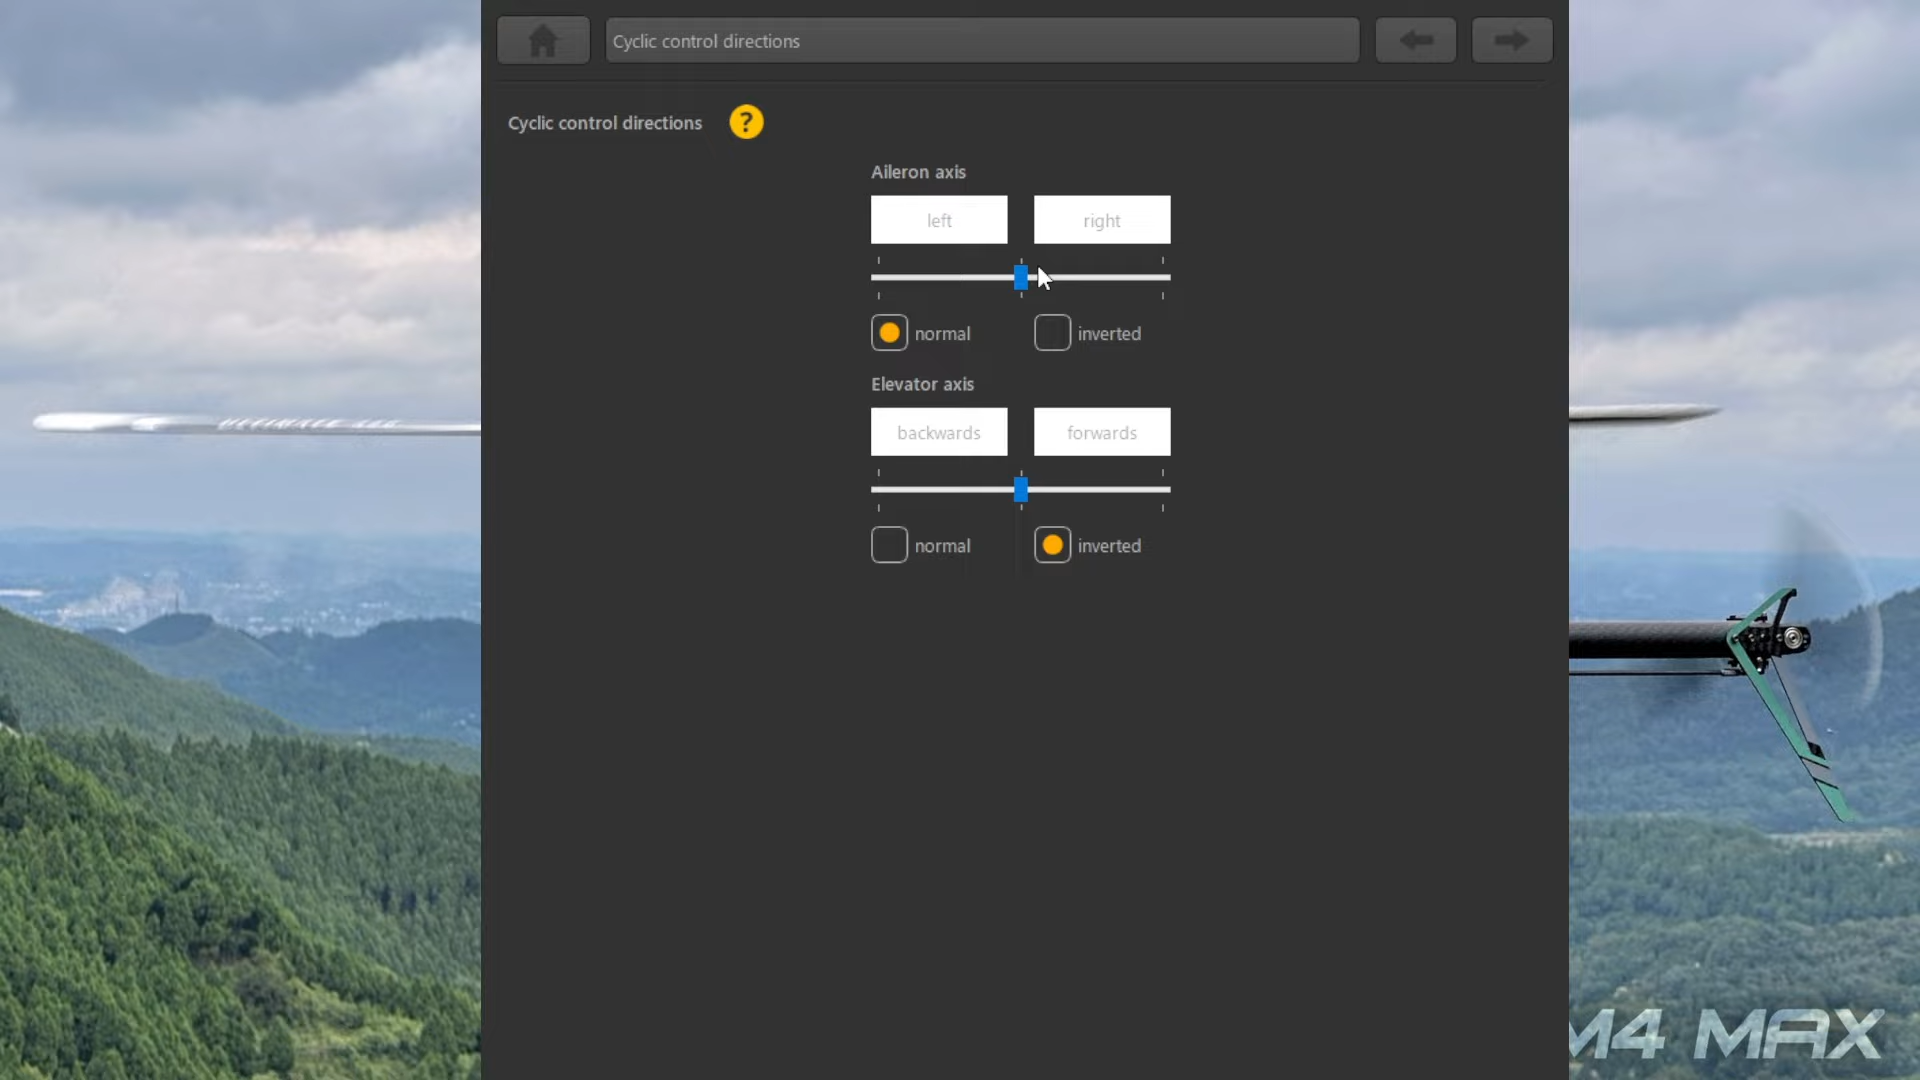 Cyclic control directions
Cyclic control directions ?
Aileron axis
left right
normal inverted
Elevator axis
backwards forwards
normal inverted
M4 MAX